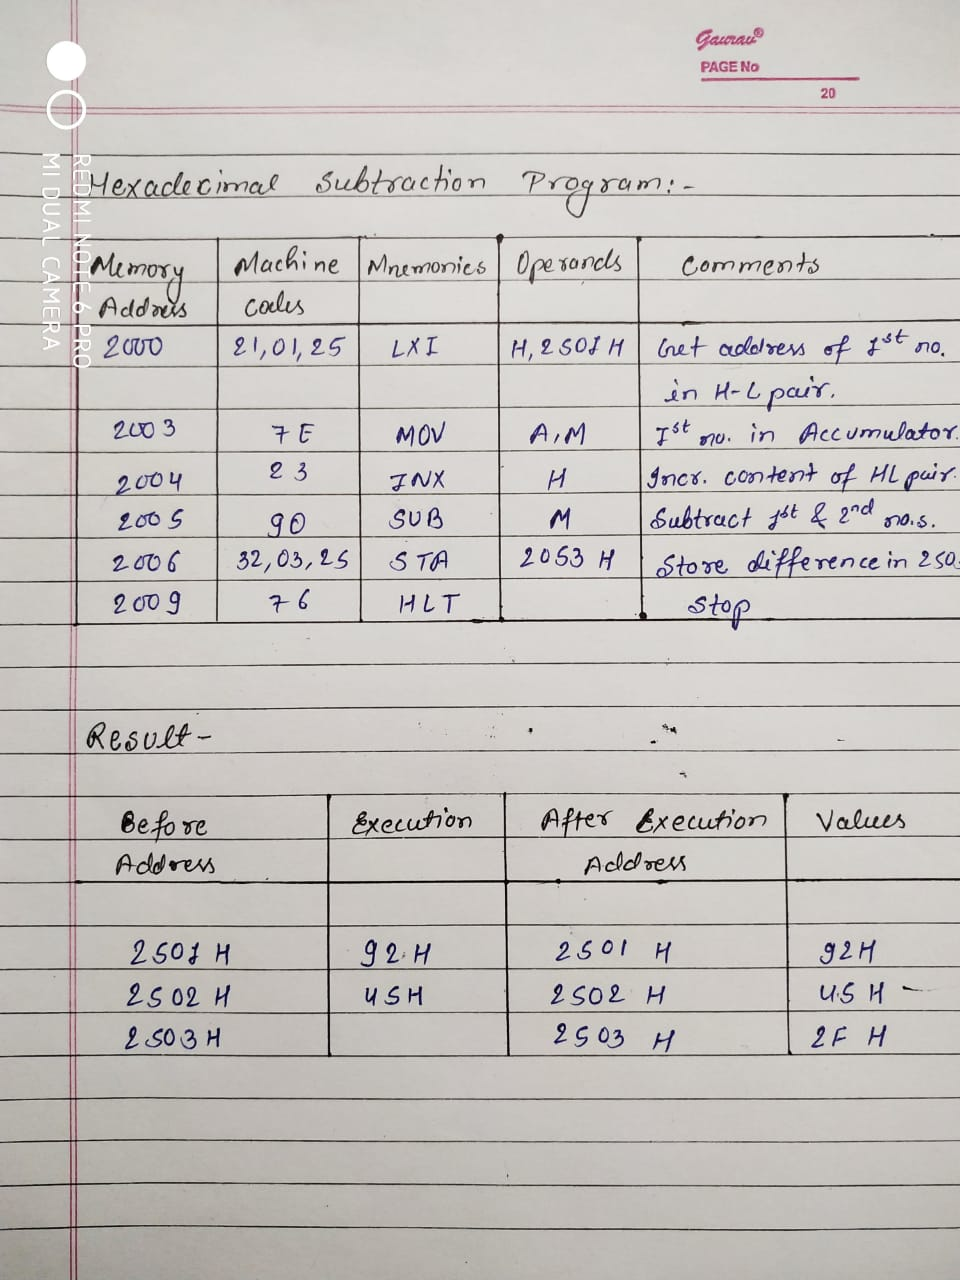 Gaurav®
PAGE No
20
REDMI NOTE 6 PRO
MI DUAL CAMERA
Hexadecimal Subtraction Program:-
Memory Address Machine codes Mnemonics Operands Comments
2000 21,01,25 LXI H,2501H Get address of 1st no.
in H-L pair.
2003 7E MOV A,M Ist no. in Accumulator.
2004 23 INX H Incr. content of HL pair.
2005 90 SUB M Subtract 1st & 2nd no.s.
2006 32,03,25 STA 2053 H Store difference in 250
2009 76 HLT Stop
Result-
Before Address Execution After Execution Address Values
2501 H 92 H 2501 H 92H
2502 H 45H 2502 H 45 H
2503 H 2503 H 2F H